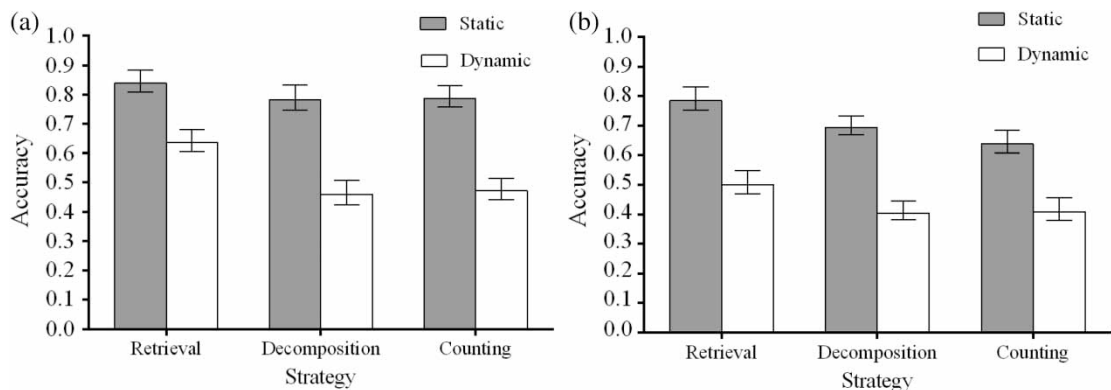 (a)
Static
Dynamic
Accuracy
1.0
0.9
0.8
0.7
0.6
0.5
0.4
0.3
0.2
0.1
0.0
Retrieval Decomposition Counting
Strategy
(b)
Static
Dynamic
Accuracy
1.0
0.9
0.8
0.7
0.6
0.5
0.4
0.3
0.2
0.1
0.0
Retrieval Decomposition Counting
Strategy